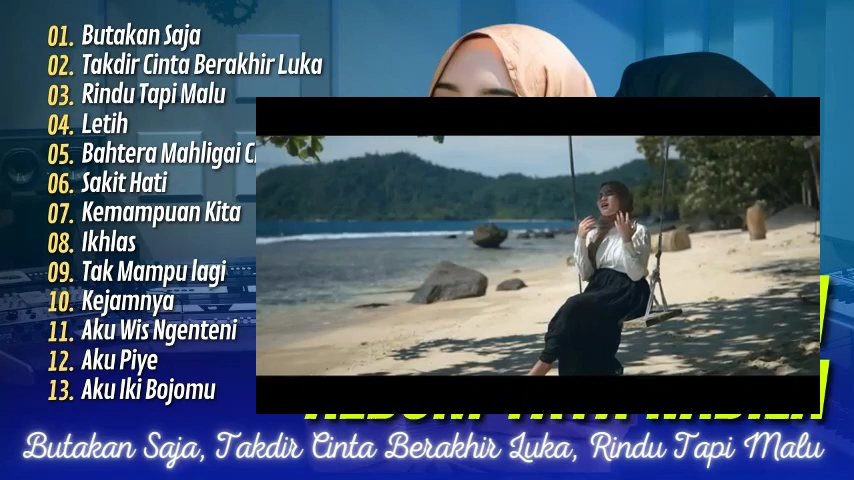 01. Butakan Saja
02. Takdir Cinta Berakhir Luka
03. Rindu Tapi Malu
04. Letih
05. Bahtera Mahligai
06. Sakit Hati
07. Kemampuan Kita
08. Ikhlas
09. Tak Mampu lagi
10. Kejamnya
11. Aku Wis Ngenteni
12. Aku Piye
13. Aku Iki Bojomu
Butakan Saja, Takdir Cinta Berakhir Luka, Rindu Tapi Malu